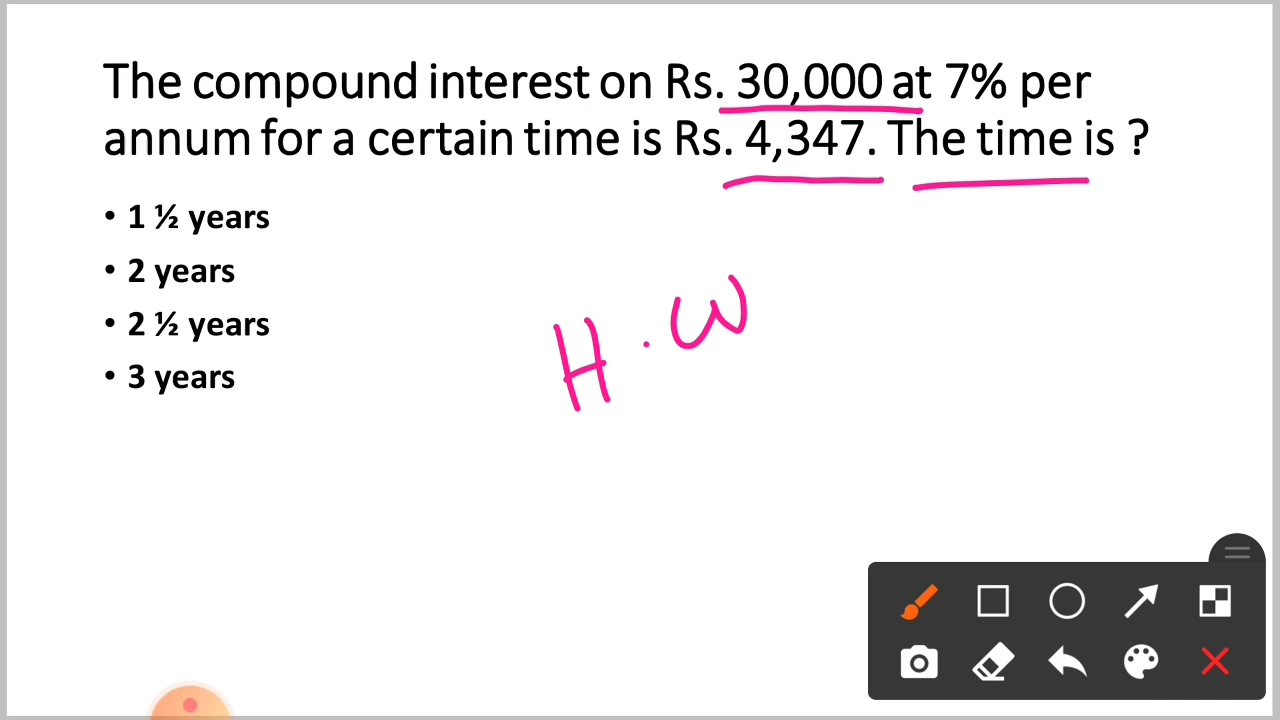 The compound interest on Rs. 30,000 at 7% per
annum for a certain time is Rs. 4,347. The time is ?
• 1 ½ years
• 2 years
• 2 ½ years
• 3 years
H.W